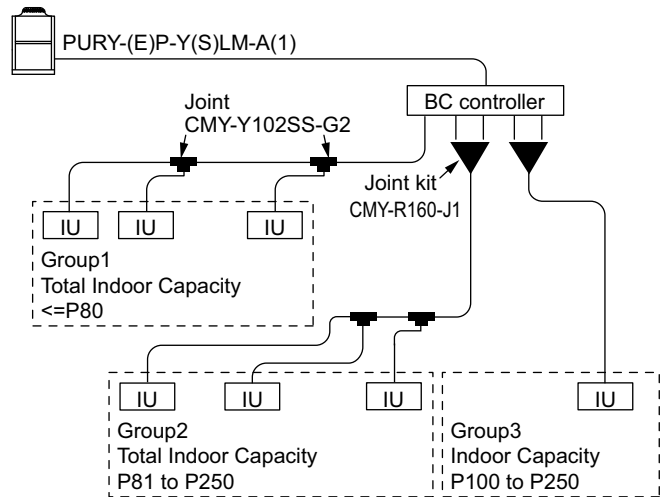 PURY-(E)P-Y(S)LM-A(1)
BC controller
Joint
CMY-Y102SS-G2
Joint kit
CMY-R160-J1
IU
IU
IU
Group1
Total Indoor Capacity
<=P80
IU
IU
IU
Group2
Total Indoor Capacity
P81 to P250
IU
Group3
Indoor Capacity
P100 to P250